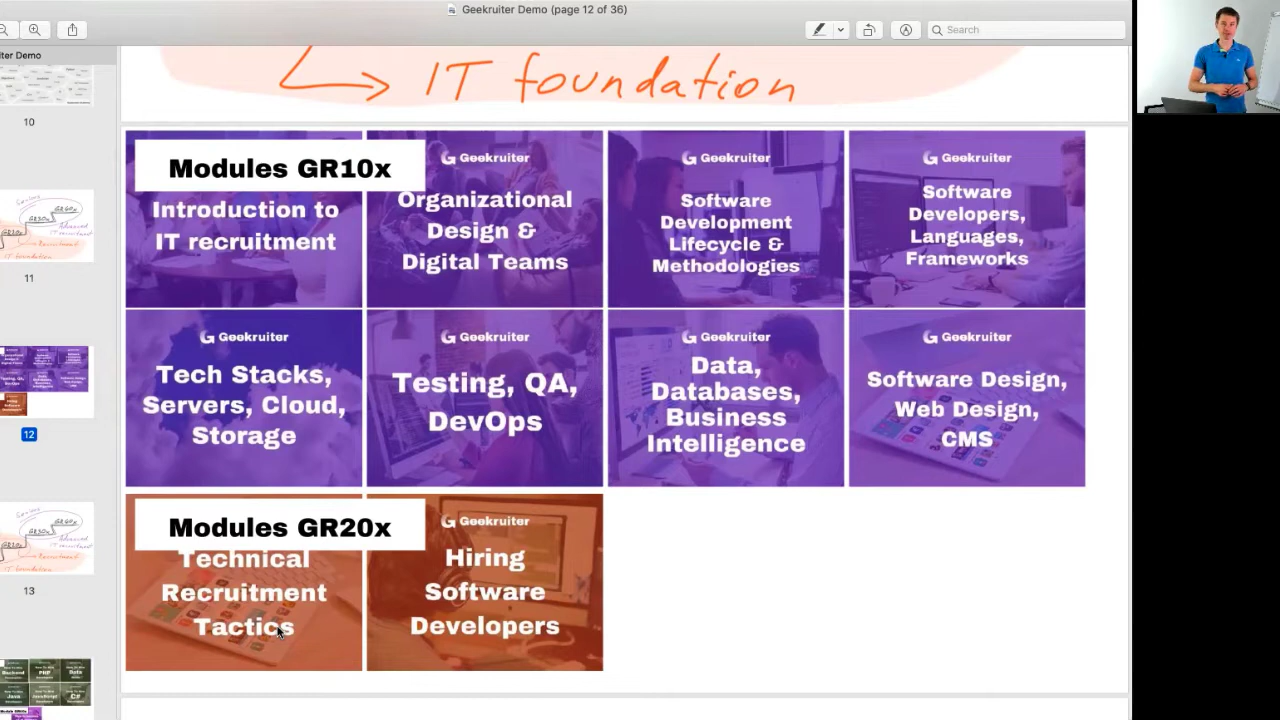 Geekruiter Demo (page 12 of 36)
Search
ter Demo
10
11
12
13
IT foundation
Modules GR10x
Introduction to
IT recruitment
Geekruiter
Organizational
Design &
Digital Teams
Geekruiter
Software
Development
Lifecycle &
Methodologies
Geekruiter
Software
Developers,
Languages,
Frameworks
Geekruiter
Tech Stacks,
Servers, Cloud,
Storage
Geekruiter
Testing, QA,
DevOps
Geekruiter
Data,
Databases,
Business
Intelligence
Geekruiter
Software Design,
Web Design,
CMS
Modules GR20x
Technical
Recruitment
Tactics
Geekruiter
Hiring
Software
Developers